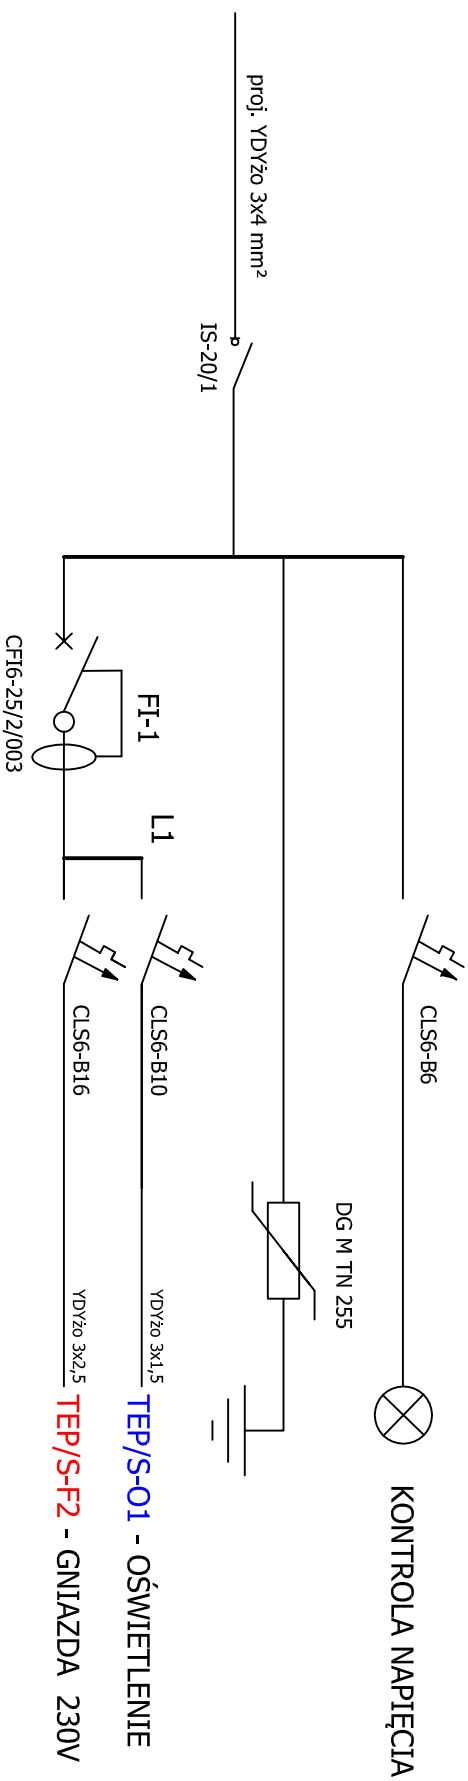 proj. YDYżo 3x4 mm²
IS-20/1
KONTROLA NAPIĘCIA
CLS6-B6
DG M TN 255
FI-1
CFI6-25/2/003
L1
CLS6-B10
YDYżo 3x1,5
TEP/S-O1 - OŚWIETLENIE
CLS6-B16
YDYżo 3x2,5
TEP/S-F2 - GNIAZDA 230V